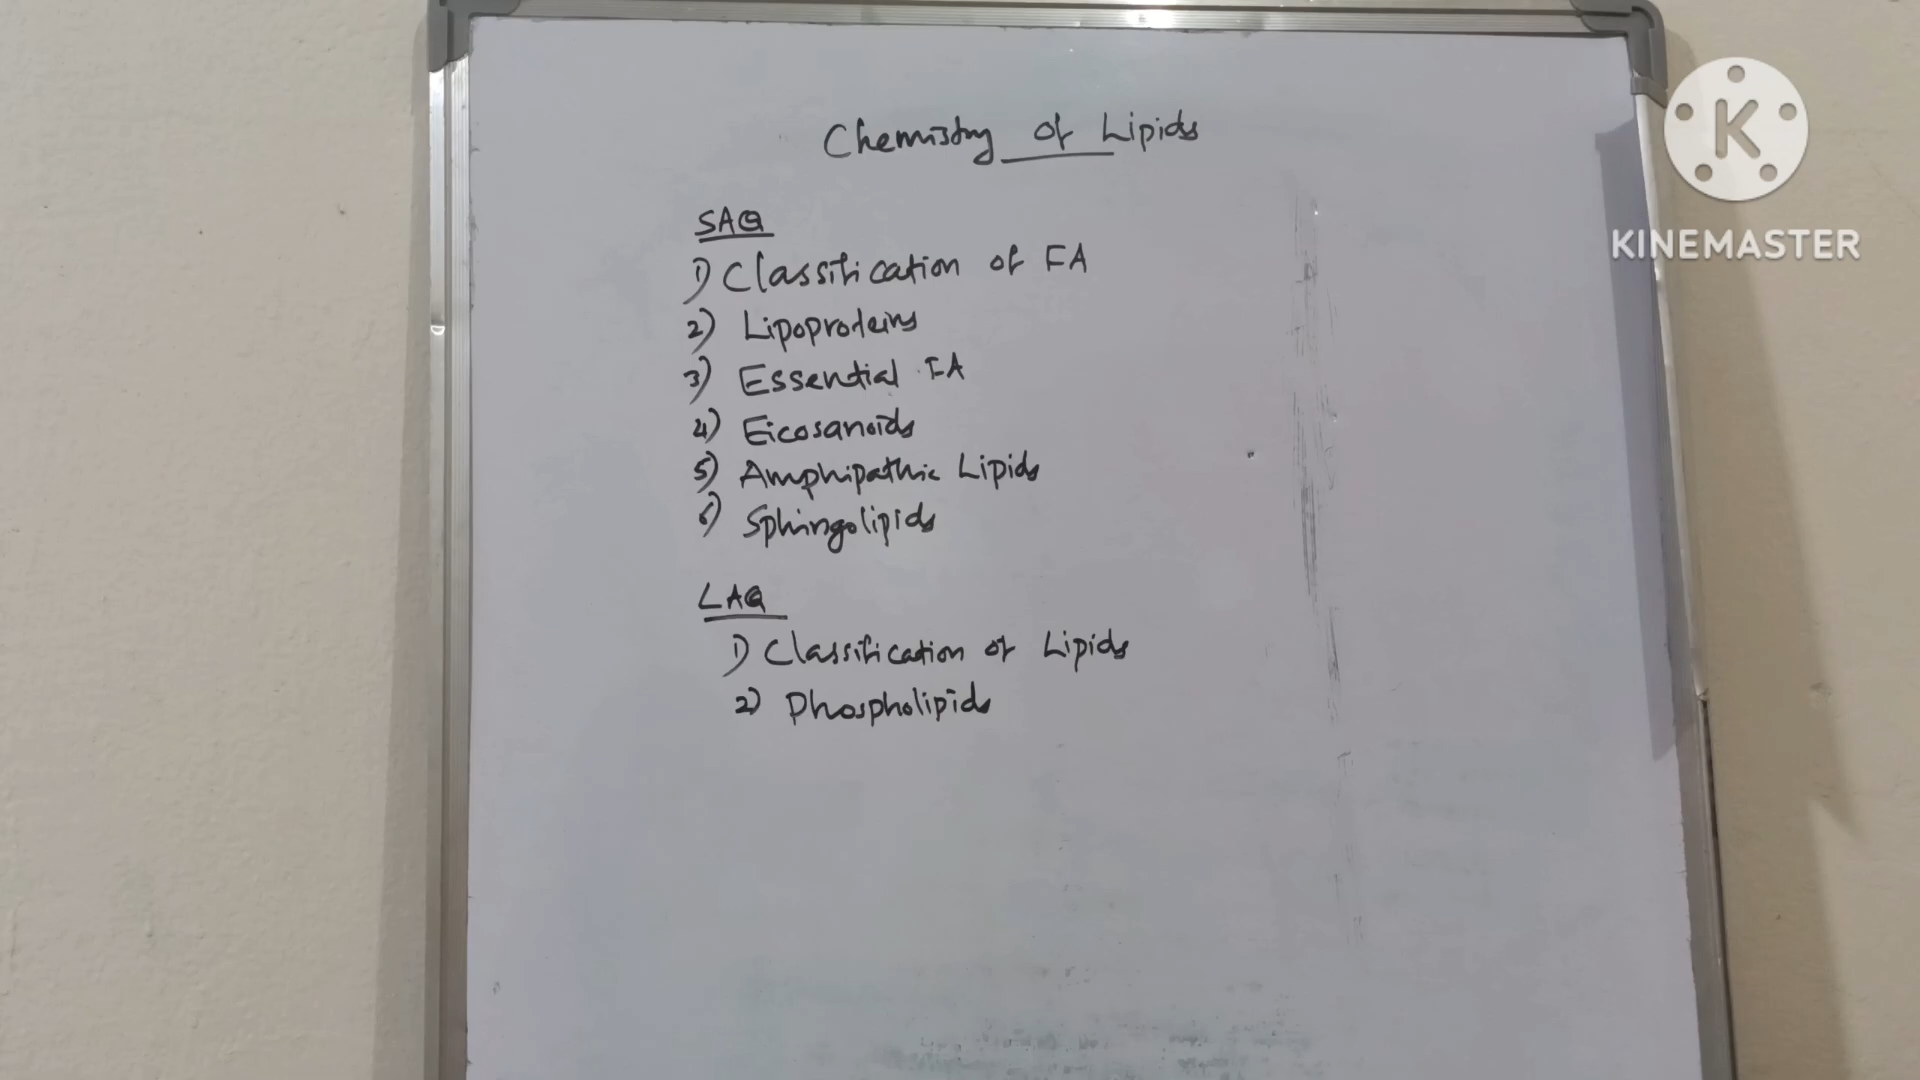 Chemistry of Lipids
SAQ
1) Classification of FA
2) Lipoproteins
3) Essential FA
4) Eicosanoids
5) Amphipathic Lipids
6) Sphingolipids
LAQ
1) Classification of Lipids
2) Phospholipids
K
KINEMASTER